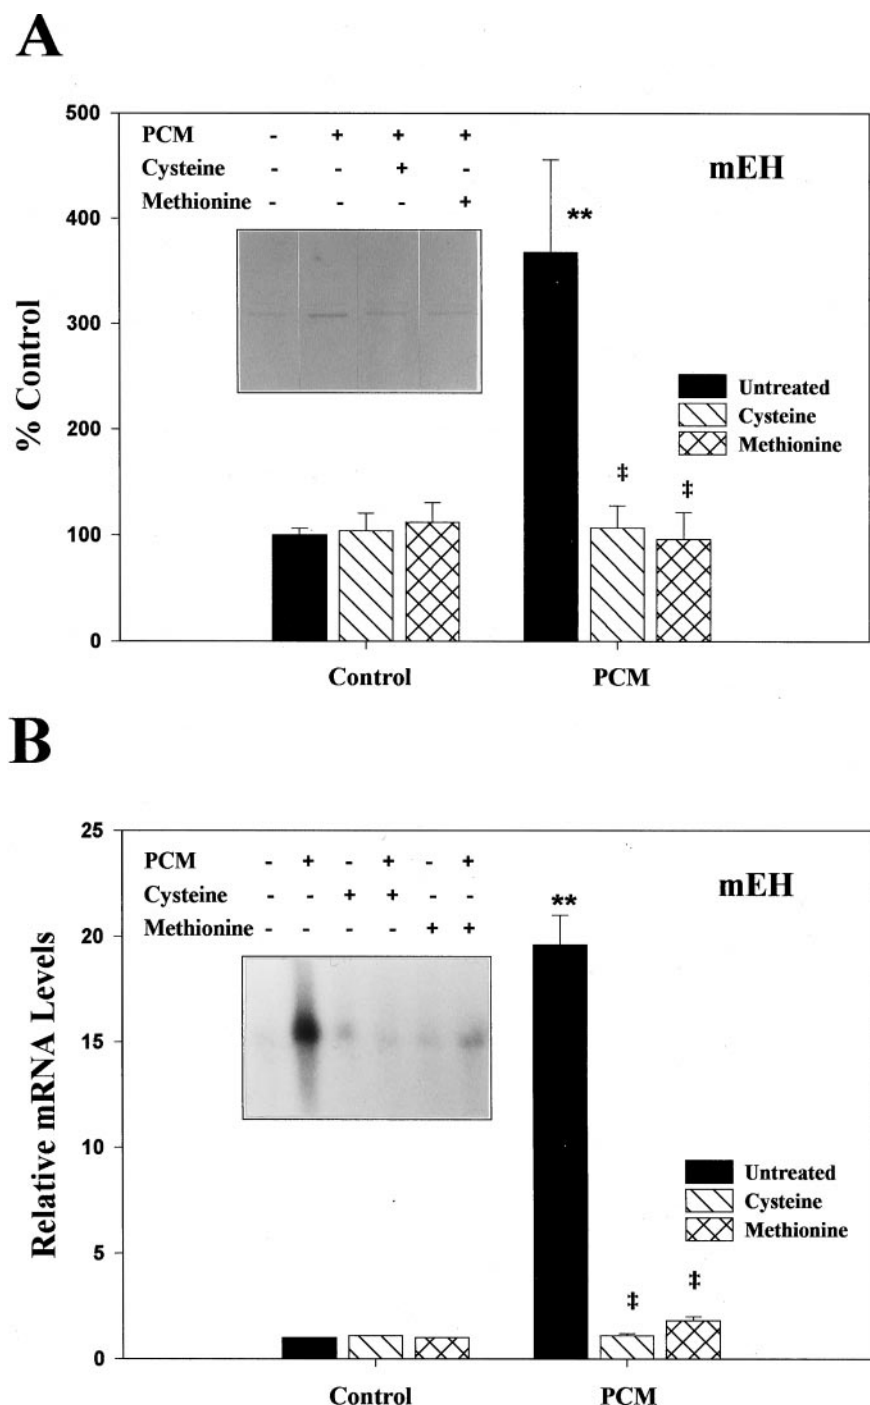 A
500
400
300
200
100
0
% Control
PCM - + + +
Cysteine - - + -
Methionine - - - +
mEH
**
Untreated
Cysteine
Methionine
‡ ‡
Control PCM
B
25
20
15
10
5
0
Relative mRNA Levels
PCM - + - + - +
Cysteine - - + + - -
Methionine - - - - + +
mEH
**
Untreated
Cysteine
Methionine
‡ ‡
Control PCM